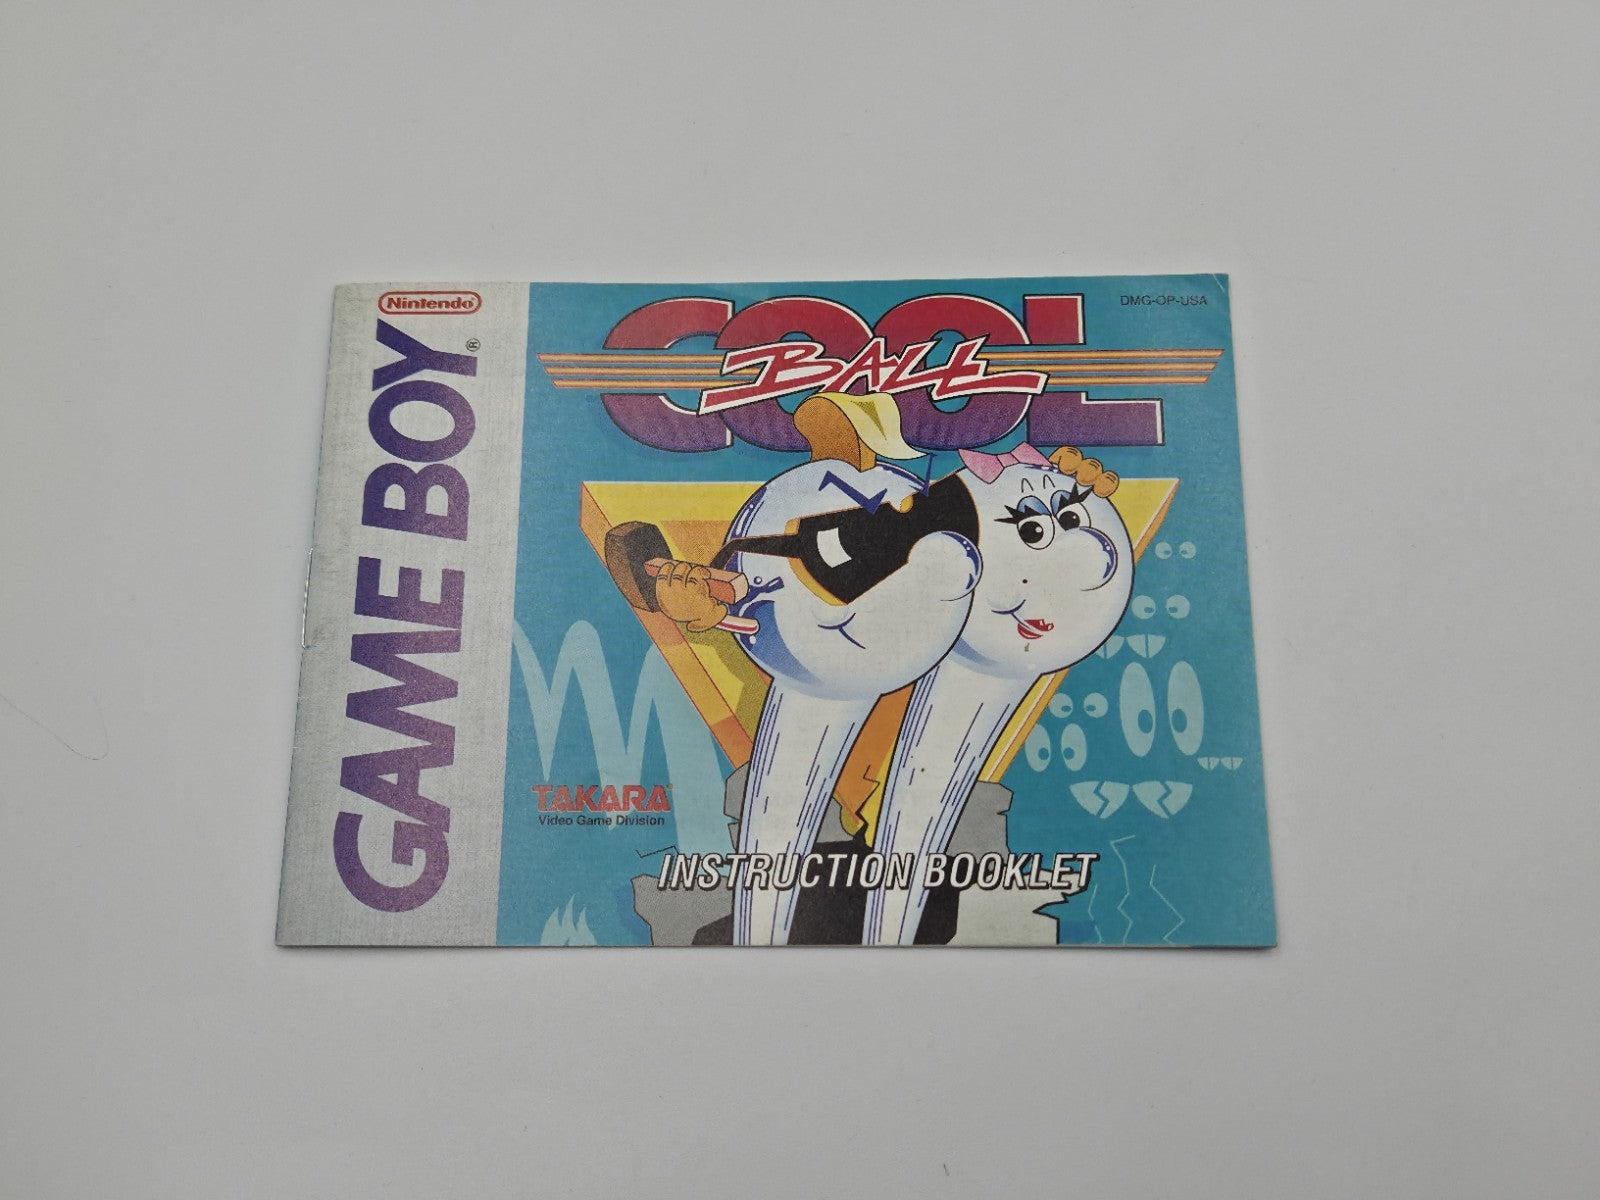 Nintendo
GAME BOY®
DMG-OP-USA
COOL
BALL
TAKARA
Video Game Division
INSTRUCTION BOOKLET